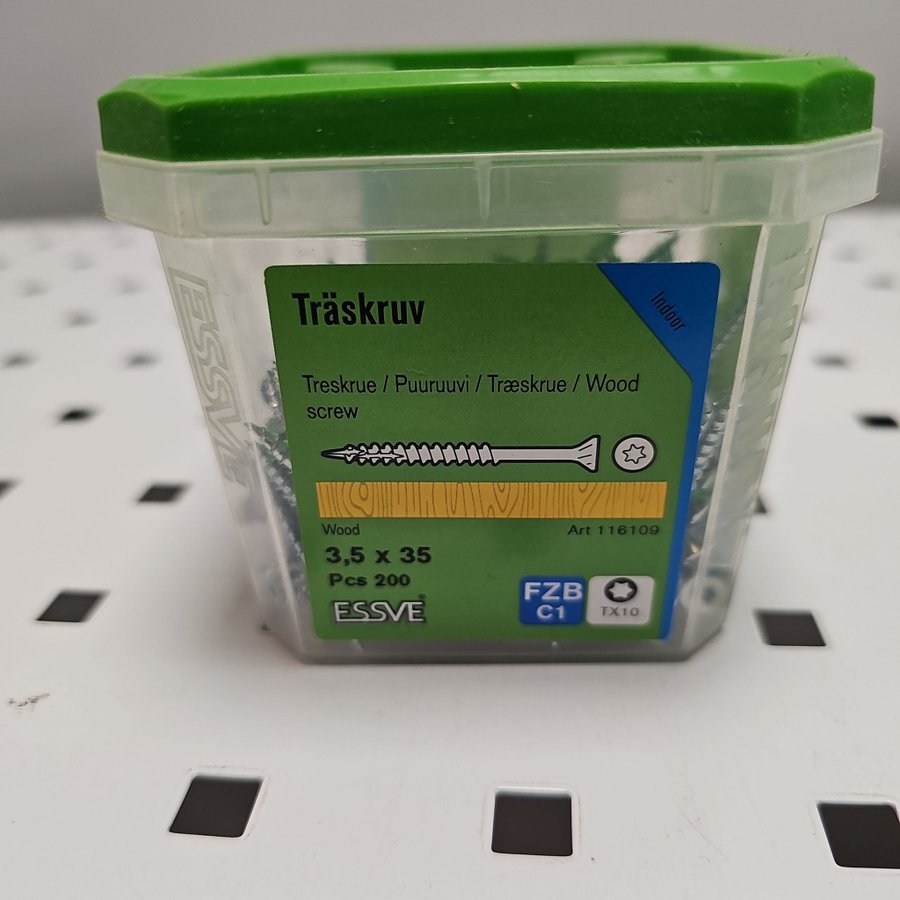 Träskruv
Indoor
Treskrue / Puuruuvi / Træskrue / Wood
screw
Wood
Art 116109
3,5 x 35
Pcs 200
ESSVE®
FZB
C1
TX10
ESSVE